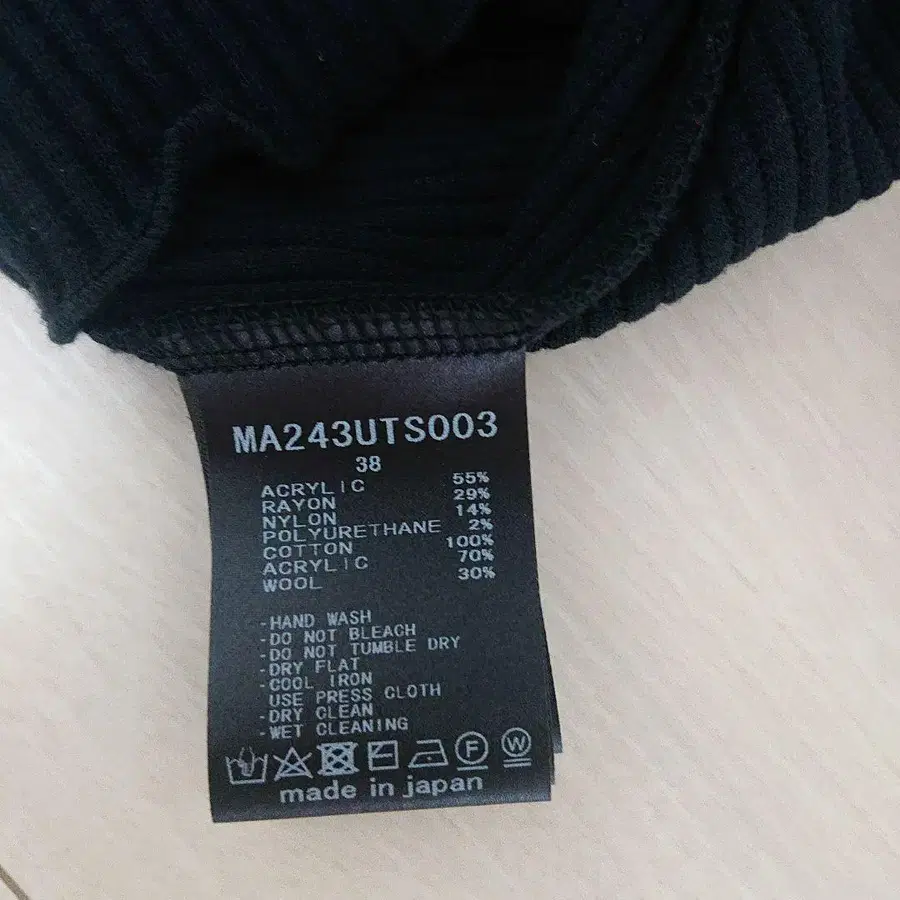 MA243UTS003
38
ACRYLIC 55%
RAYON 29%
NYLON 14%
POLYURETHANE 2%
COTTON 100%
ACRYLIC 70%
WOOL 30%
-HAND WASH
-DO NOT BLEACH
-DO NOT TUMBLE DRY
-DRY FLAT
-COOL IRON
USE PRESS CLOTH
-DRY CLEAN
-WET CLEANING
F W
made in japan